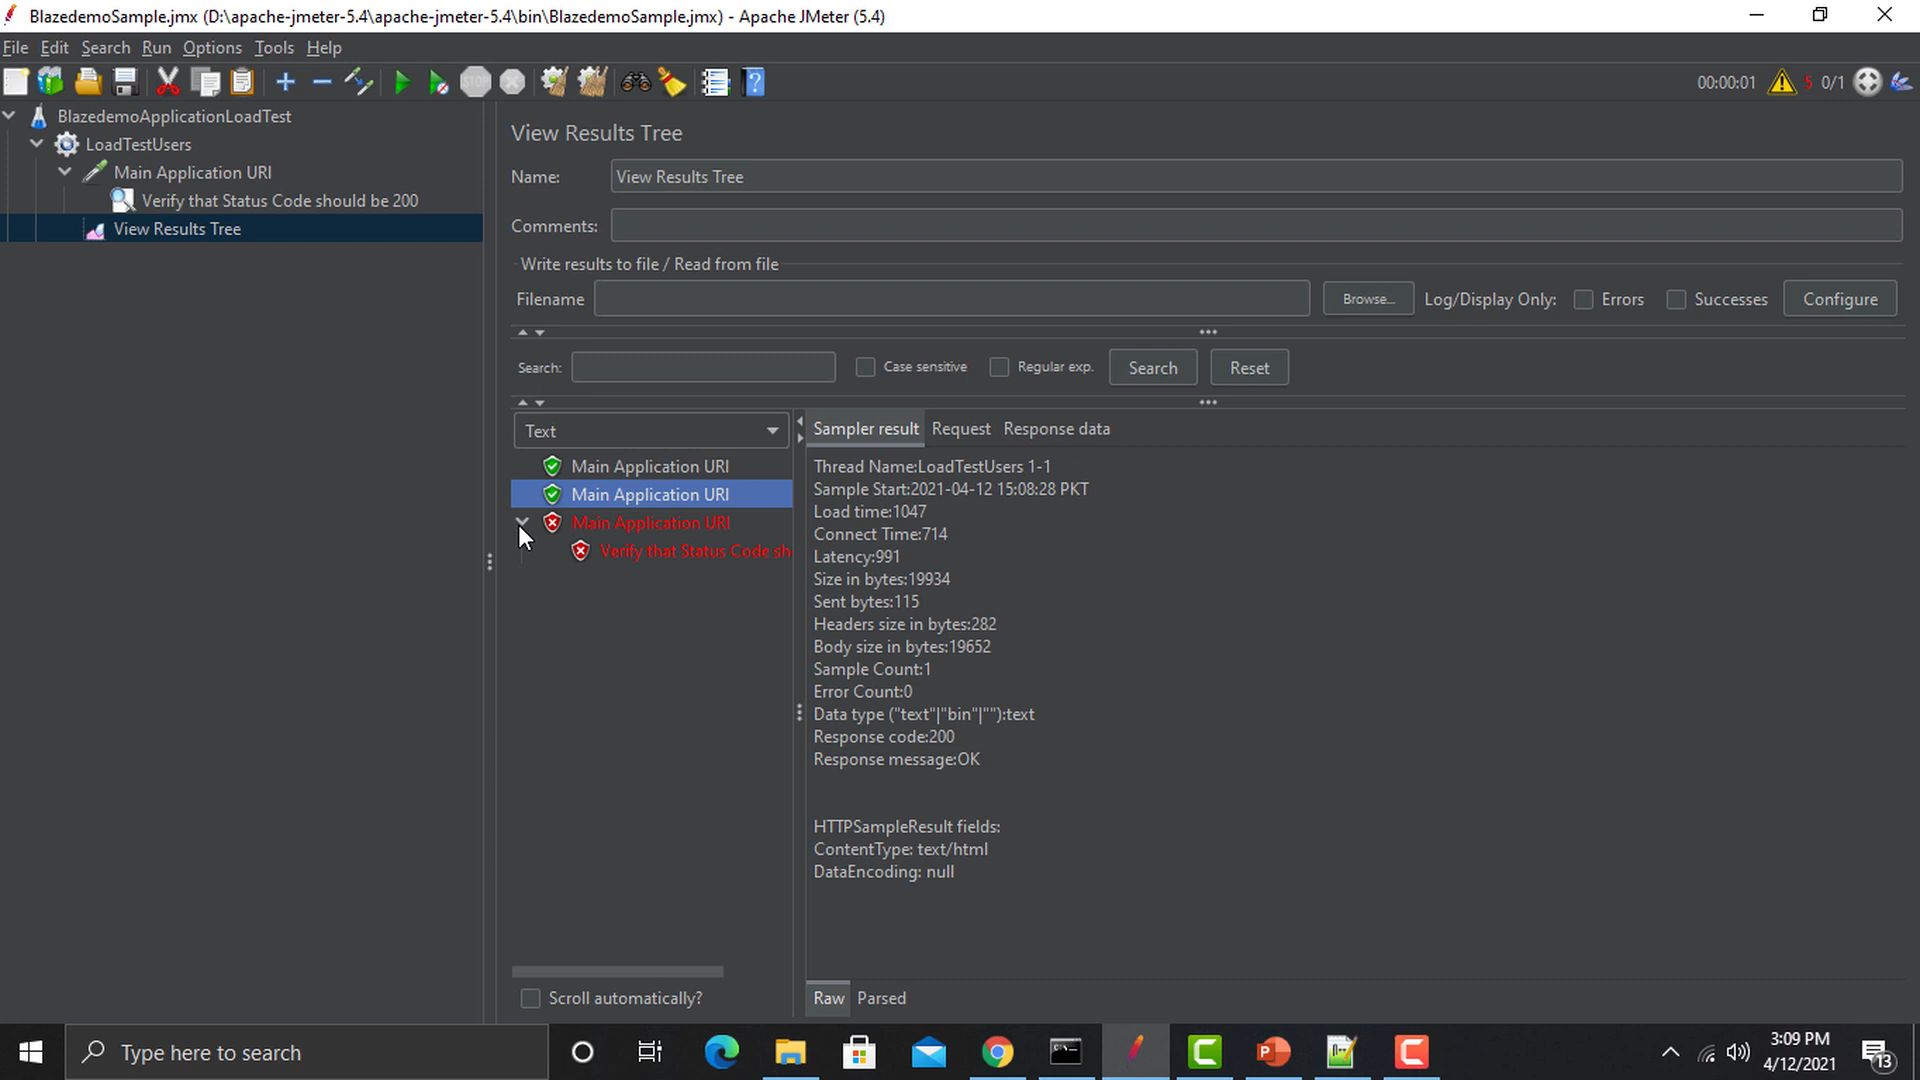 BlazedemoSample.jmx (D:\apache-jmeter-5.4\apache-jmeter-5.4\bin\BlazedemoSample.jmx) - Apache JMeter (5.4)
File Edit Search Run Options Tools Help
STOP
00:00:01 5 0/1
BlazedemoApplicationLoadTest
LoadTestUsers
Main Application URI
Verify that Status Code should be 200
View Results Tree
View Results Tree
Name: View Results Tree
Comments:
Write results to file / Read from file
Filename Browse... Log/Display Only: Errors Successes Configure
Search: Case sensitive Regular exp. Search Reset
Text
Main Application URI
Main Application URI
Main Application URI
Verify that Status Code sh
Scroll automatically?
Sampler result Request Response data
Thread Name:LoadTestUsers 1-1
Sample Start:2021-04-12 15:08:28 PKT
Load time:1047
Connect Time:714
Latency:991
Size in bytes:19934
Sent bytes:115
Headers size in bytes:282
Body size in bytes:19652
Sample Count:1
Error Count:0
Data type ("text"|"bin"|""):text
Response code:200
Response message:OK
HTTPSampleResult fields:
ContentType: text/html
DataEncoding: null
Raw Parsed
Type here to search
3:09 PM
4/12/2021
13